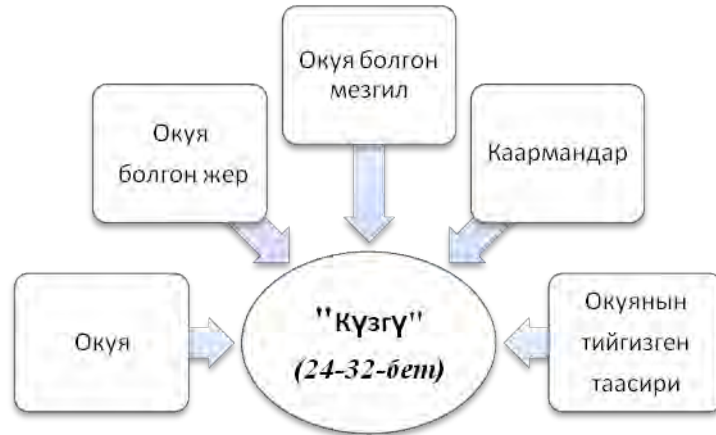 Окуя болгон
мезгил
Окуя
болгон жер
Каармандар
Окуя
"Күзгү"
(24-32-бет)
Окуянын
тийгизген
таасири